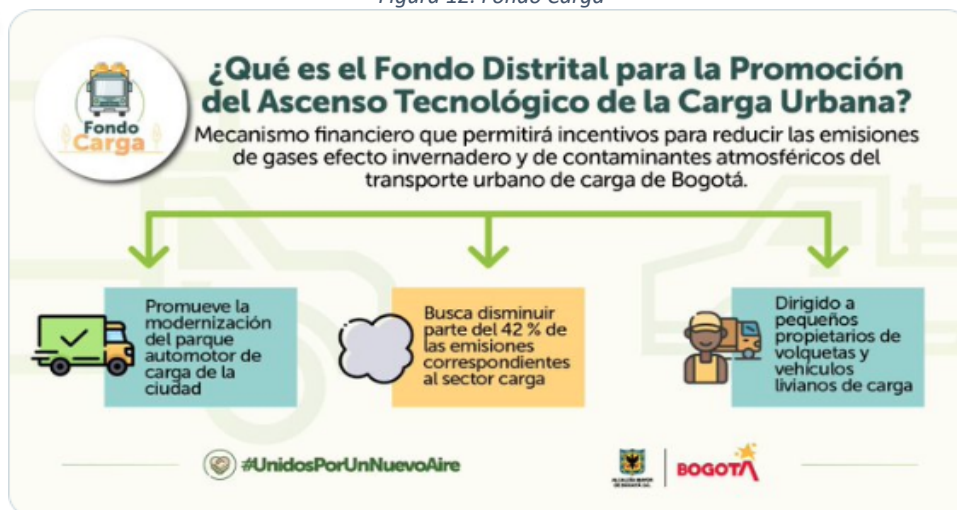 Figura 12. Fondo Carga
¿Qué es el Fondo Distrital para la Promoción
del Ascenso Tecnológico de la Carga Urbana?
Fondo
Carga
Mecanismo financiero que permitirá incentivos para reducir las emisiones
de gases efecto invernadero y de contaminantes atmosféricos del
transporte urbano de carga de Bogotá.
Promueve la
modernización
del parque
automotor de
carga de la
ciudad
Busca disminuir
parte del 42 % de
las emisiones
correspondientes
al sector carga
Dirigido a
pequeños
propietarios de
volquetas y
vehículos
livianos de carga
#UnidosPorUnNuevoAire
ALCALDÍA MAYOR
DE BOGOTÁ D.C.
BOGOTÁ